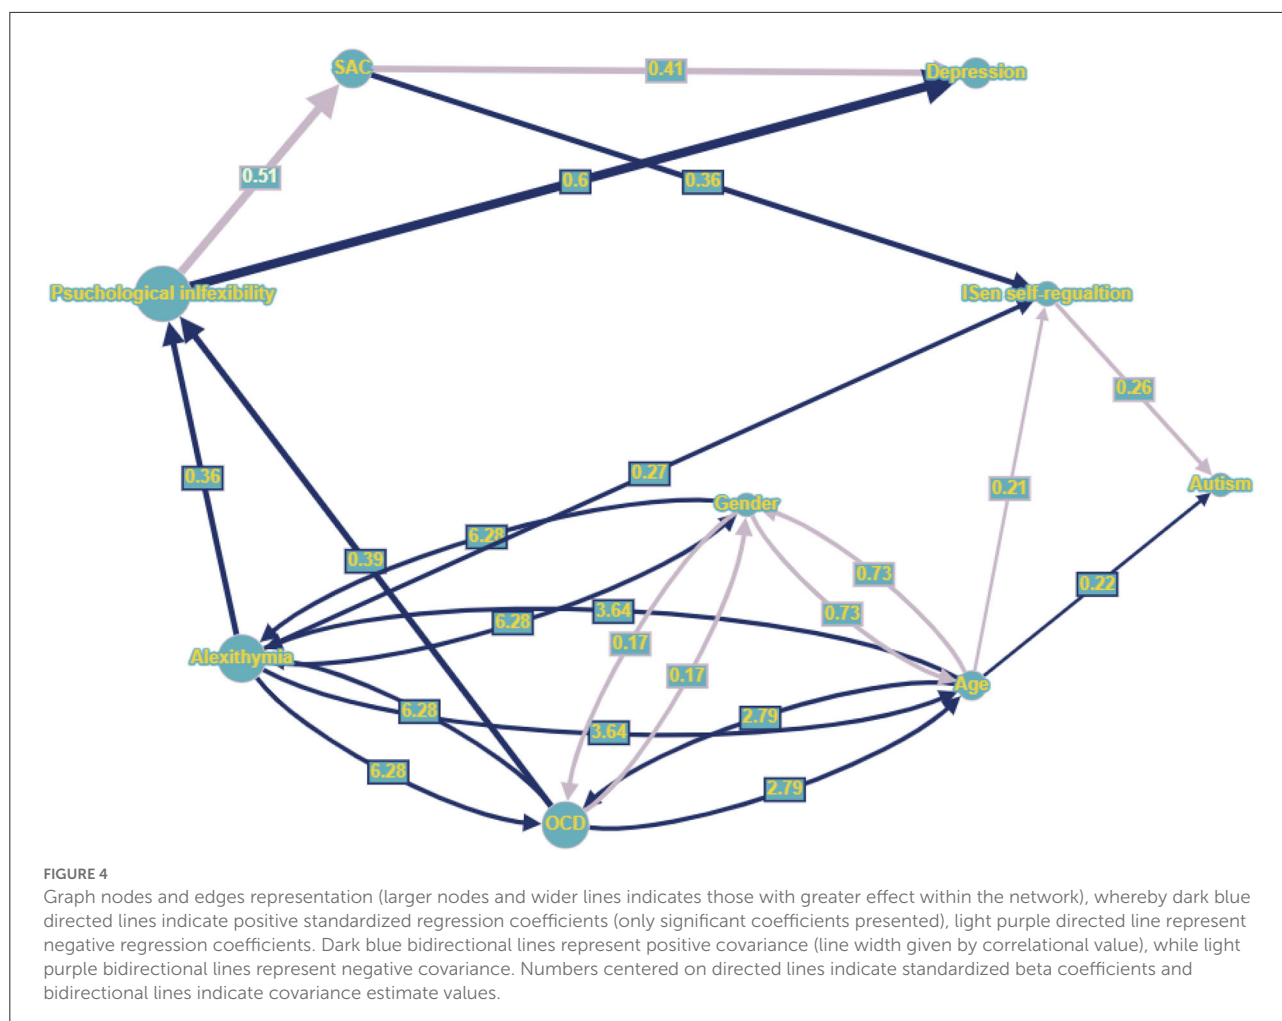 SAC
0.41
Depression
0.51
0.6
0.36
Psuchological inlfexibility
ISen self-regualtion
0.26
0.36
0.27
Autism
0.21
Gender
6.28
0.39
0.73
0.22
3.64
0.73
6.28
0.17
Alexithymia
0.17
Age
6.28
2.79
3.64
6.28
2.79
OCD
FIGURE 4
Graph nodes and edges representation (larger nodes and wider lines indicates those with greater effect within the network), whereby dark blue
directed lines indicate positive standardized regression coefficients (only significant coefficients presented), light purple directed line represent
negative regression coefficients. Dark blue bidirectional lines represent positive covariance (line width given by correlational value), while light
purple bidirectional lines represent negative covariance. Numbers centered on directed lines indicate standardized beta coefficients and
bidirectional lines indicate covariance estimate values.